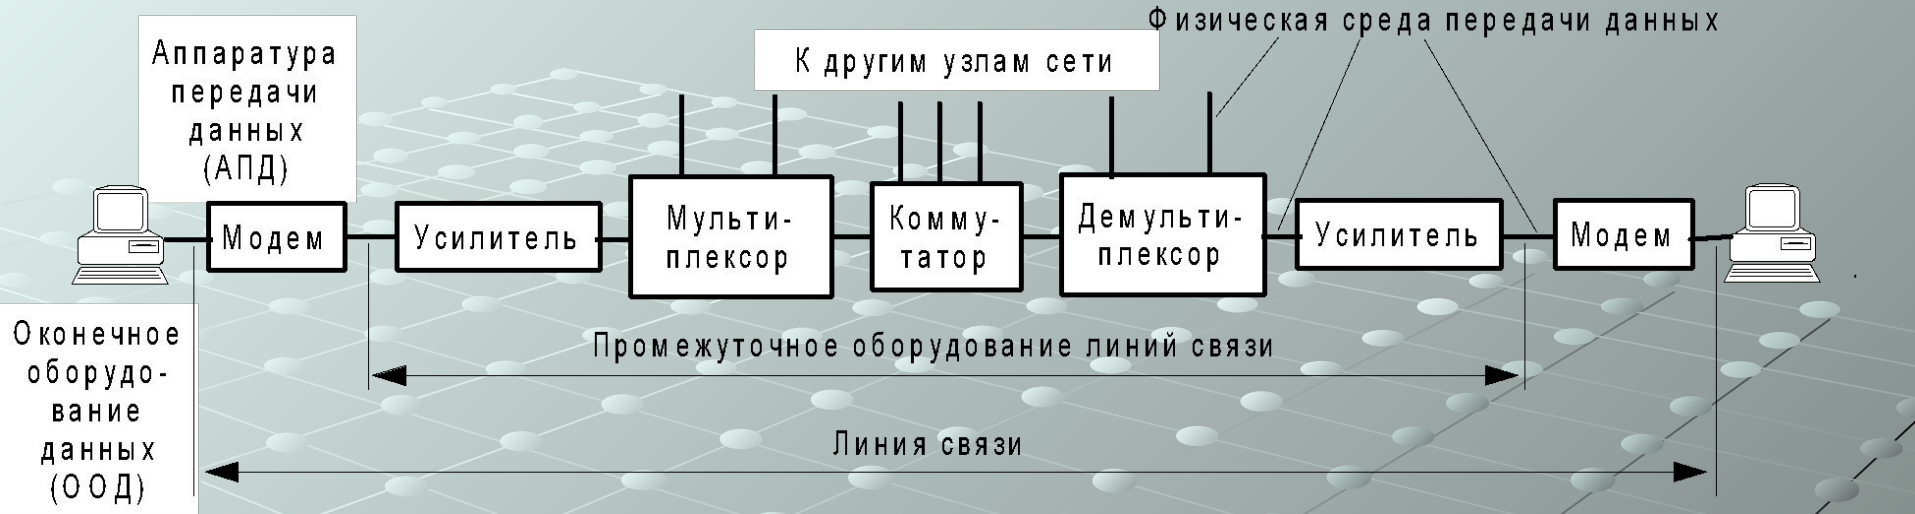 Физическая среда передачи данных
Аппаратура
передачи
данных
(АПД)
К другим узлам сети
Модем
Усилитель
Мульти-
плексор
Комму-
татор
Демульти-
плексор
Усилитель
Модем
Оконечное
оборудо-
вание
данных
(ООД)
Промежуточное оборудование линий связи
Линия связи